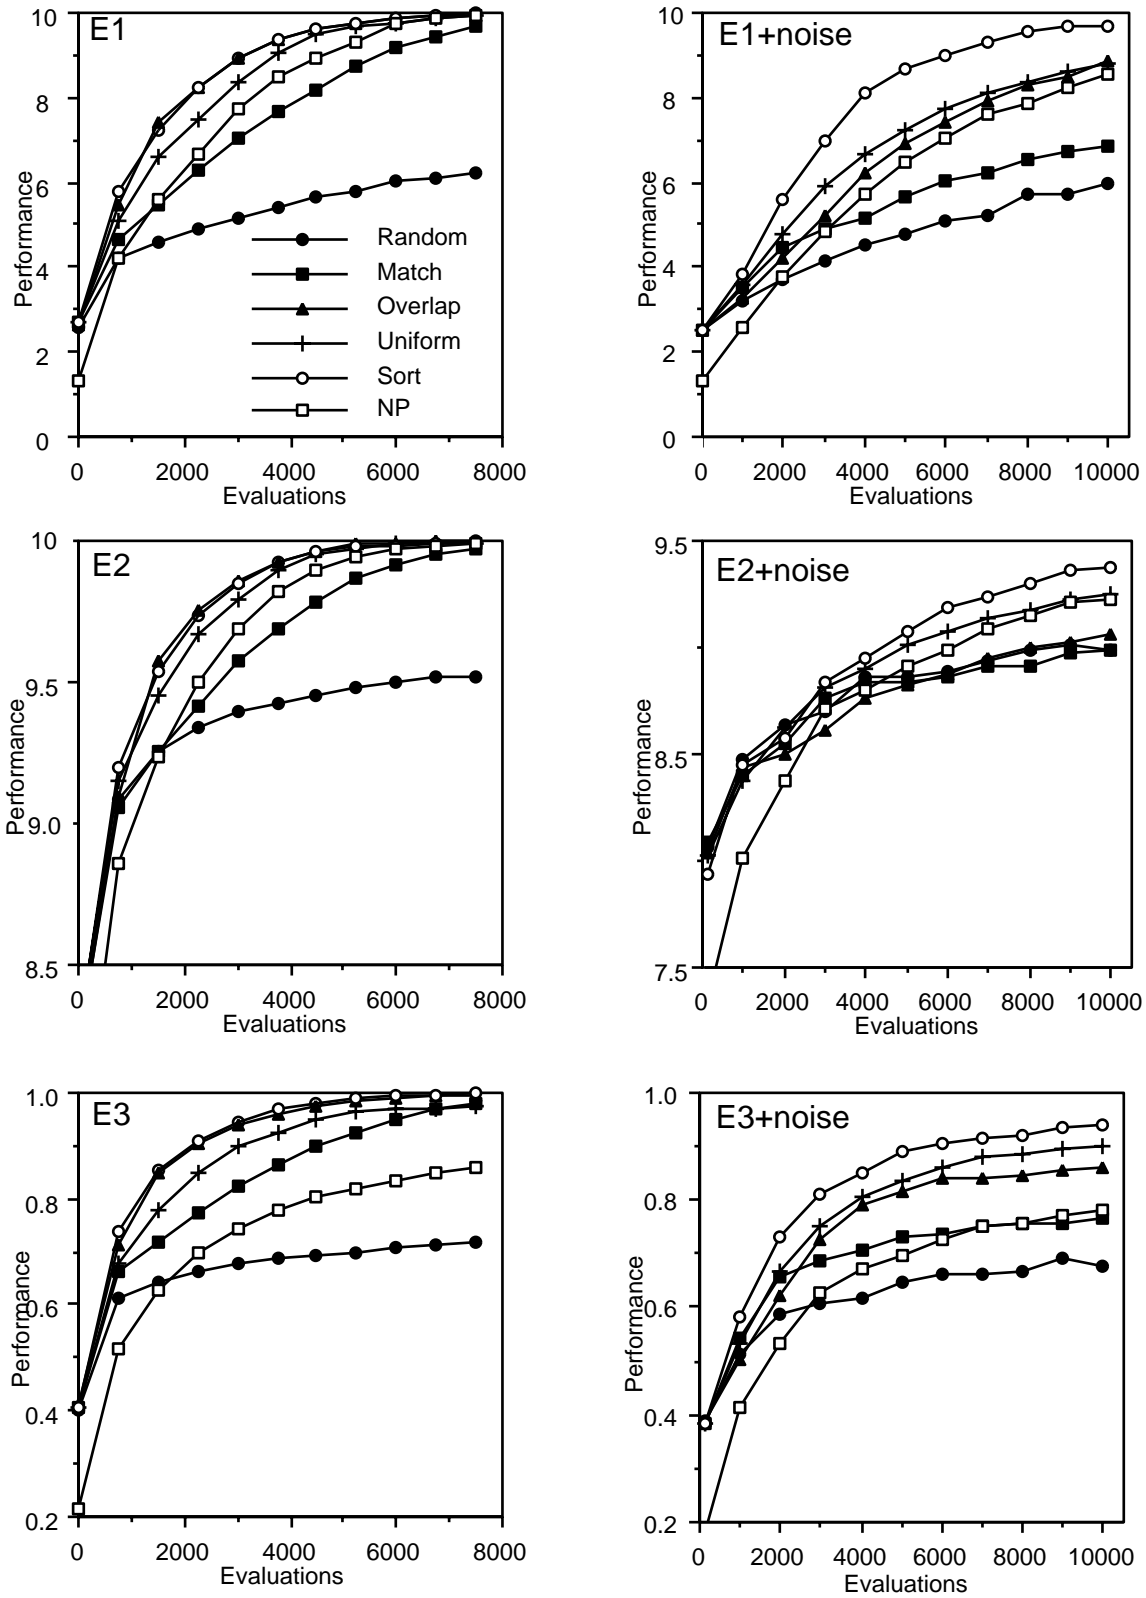 E1
10
8
6
4
2
0
Performance
Random
Match
Overlap
Uniform
Sort
NP
0 2000 4000 6000 8000
Evaluations
E1+noise
10
8
6
4
2
0
Performance
0 2000 4000 6000 8000 10000
Evaluations
E2
10
9.5
9.0
8.5
Performance
0 2000 4000 6000 8000
Evaluations
E2+noise
9.5
8.5
7.5
Performance
0 2000 4000 6000 8000 10000
Evaluations
E3
1.0
0.8
0.6
0.4
0.2
Performance
0 2000 4000 6000 8000
Evaluations
E3+noise
1.0
0.8
0.6
0.4
0.2
Performance
0 2000 4000 6000 8000 10000
Evaluations